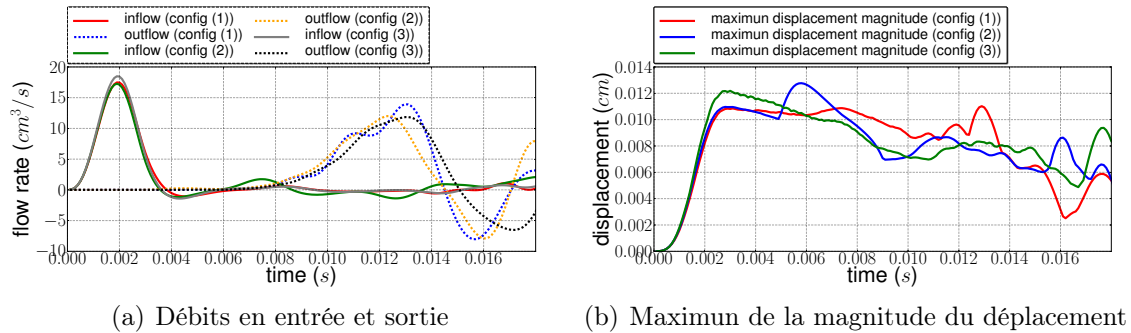 inflow (config (1))
outflow (config (1))
inflow (config (2))
outflow (config (2))
inflow (config (3))
outflow (config (3))
flow rate (cm³/s)
20
15
10
5
0
−5
−10
0.000 0.002 0.004 0.006 0.008 0.010 0.012 0.014 0.016
time (s)
(a) Débits en entrée et sortie
maximun displacement magnitude (config (1))
maximun displacement magnitude (config (2))
maximun displacement magnitude (config (3))
displacement (cm)
0.014
0.012
0.010
0.008
0.006
0.004
0.002
0.000
0.000 0.002 0.004 0.006 0.008 0.010 0.012 0.014 0.016
time (s)
(b) Maximun de la magnitude du déplacement